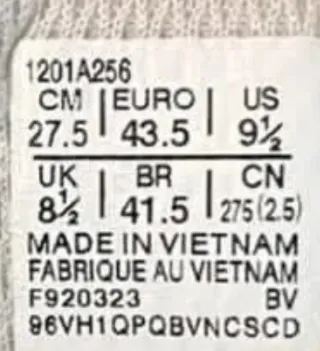 1201A256
CM | EURO | US
27.5 | 43.5 | 9½
UK | BR | CN
8½ | 41.5 | 275(2.5)
MADE IN VIETNAM
FABRIQUE AU VIETNAM
F920323 BV
96VH1QPQBVNCSCD